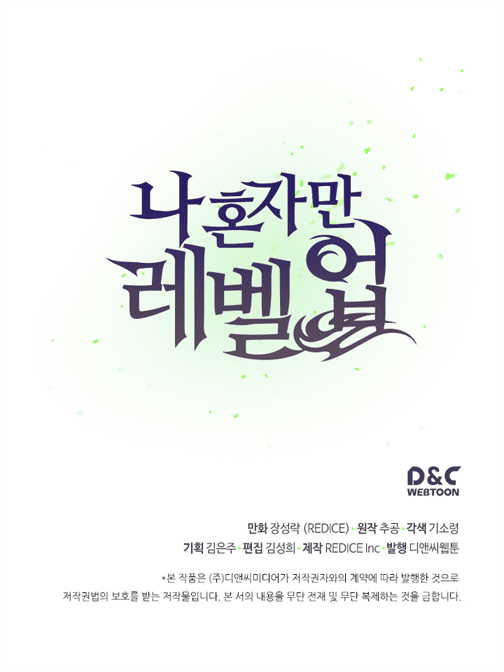 나 혼자만
레벨업
D&C
WEBTOON
만화 장성락 (REDICE) • 원작 추공 • 각색 기소령
기획 김은주 • 편집 김성희 • 제작 REDICE Inc • 발행 디앤씨웹툰
*본 작품은 (주)디앤씨미디어가 저작권자와의 계약에 따라 발행한 것으로
저작권법의 보호를 받는 저작물입니다. 본 서의 내용을 무단 전재 및 무단 복제하는 것을 금합니다.